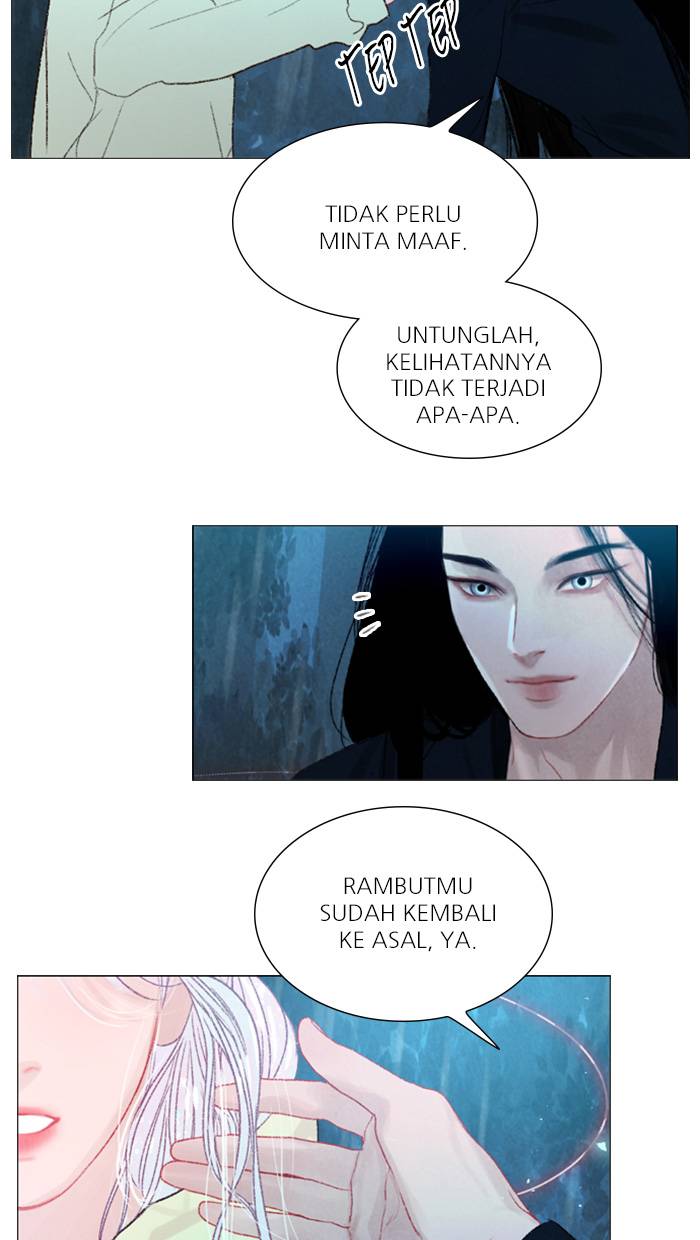 TEP TEP
TIDAK PERLU
MINTA MAAF.
UNTUNGLAH,
KELIHATANNYA
TIDAK TERJADI
APA-APA.
RAMBUTMU
SUDAH KEMBALI
KE ASAL, YA.